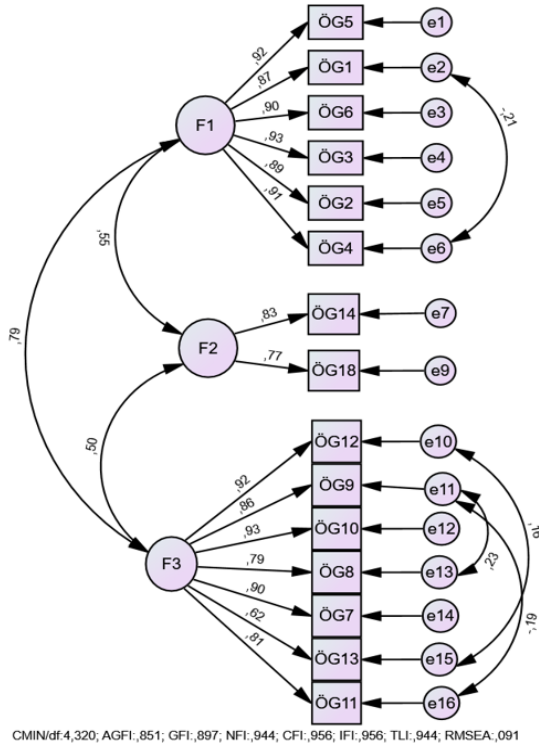 ÖG5
e1
,92
ÖG1
e2
,87
ÖG6
e3
,90
-,21
F1
ÖG3
e4
,93
ÖG2
e5
,89
ÖG4
e6
,91
,55
,79
ÖG14
e7
,83
F2
ÖG18
e9
,77
,50
ÖG12
e10
,92
ÖG9
e11
,86
ÖG10
e12
,93
,16
F3
ÖG8
e13
,79
,23
ÖG7
e14
,90
-,19
ÖG13
e15
,62
ÖG11
e16
,81
CMIN/df:4,320; AGFI:,851; GFI:,897; NFI:,944; CFI:,956; IFI:,956; TLI:,944; RMSEA:,091